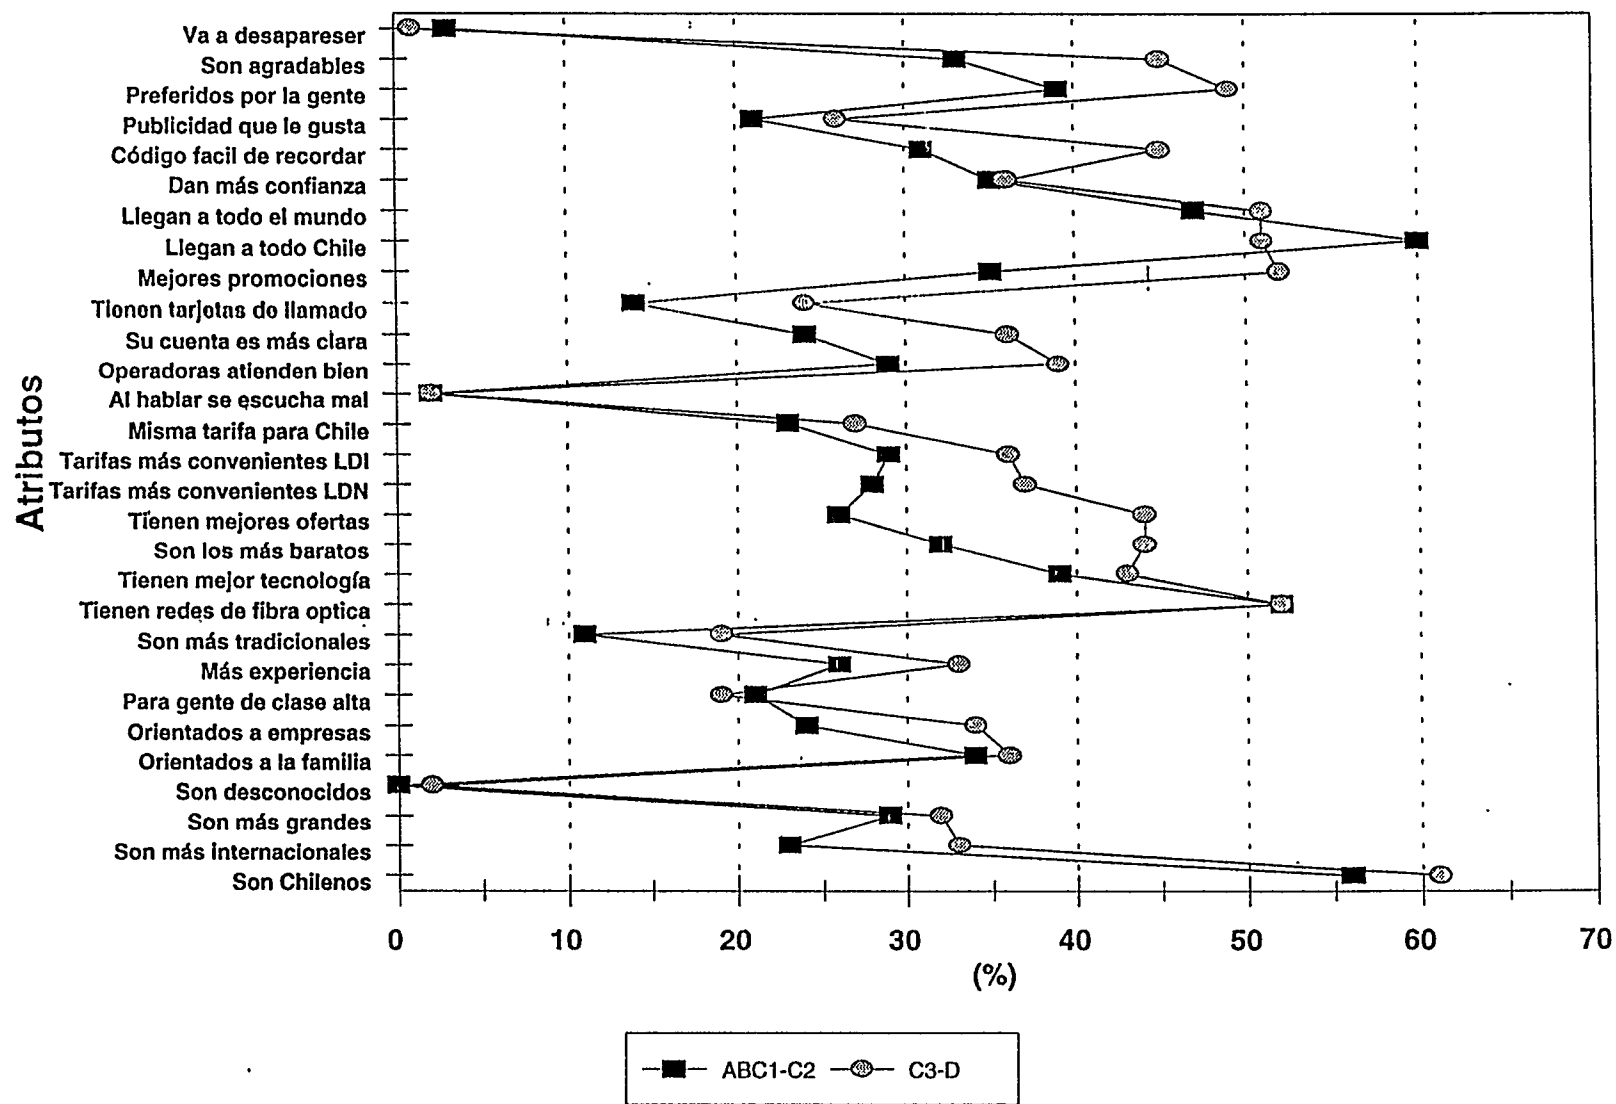 Va a desapareser
Son agradables
Preferidos por la gente
Publicidad que le gusta
Código facil de recordar
Dan más confianza
Llegan a todo el mundo
Llegan a todo Chile
Mejores promociones
Tienen tarjetas de llamado
Su cuenta es más clara
Operadoras atienden bien
Al hablar se escucha mal
Misma tarifa para Chile
Tarifas más convenientes LDI
Tarifas más convenientes LDN
Tienen mejores ofertas
Son los más baratos
Tienen mejor tecnología
Tienen redes de fibra optica
Son más tradicionales
Más experiencia
Para gente de clase alta
Orientados a empresas
Orientados a la familia
Son desconocidos
Son más grandes
Son más internacionales
Son Chilenos
Atributos
0 10 20 30 40 50 60 70
(%)
ABC1-C2 C3-D